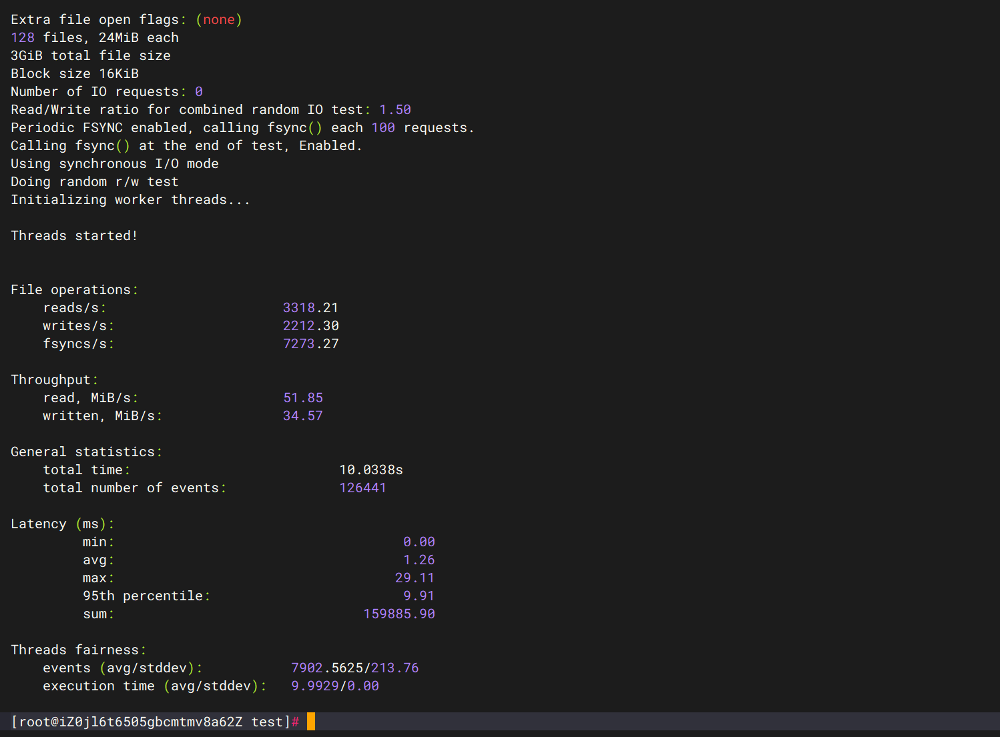 Extra file open flags: (none)
128 files, 24MiB each
3GiB total file size
Block size 16KiB
Number of IO requests: 0
Read/Write ratio for combined random IO test: 1.50
Periodic FSYNC enabled, calling fsync() each 100 requests.
Calling fsync() at the end of test, Enabled.
Using synchronous I/O mode
Doing random r/w test
Initializing worker threads...
Threads started!
File operations:
reads/s: 3318.21
writes/s: 2212.30
fsyncs/s: 7273.27
Throughput:
read, MiB/s: 51.85
written, MiB/s: 34.57
General statistics:
total time: 10.0338s
total number of events: 126441
Latency (ms):
min: 0.00
avg: 1.26
max: 29.11
95th percentile: 9.91
sum: 159885.90
Threads fairness:
events (avg/stddev): 7902.5625/213.76
execution time (avg/stddev): 9.9929/0.00
[root@iZ0jl6t6505gbcmtmv8a62Z test]#